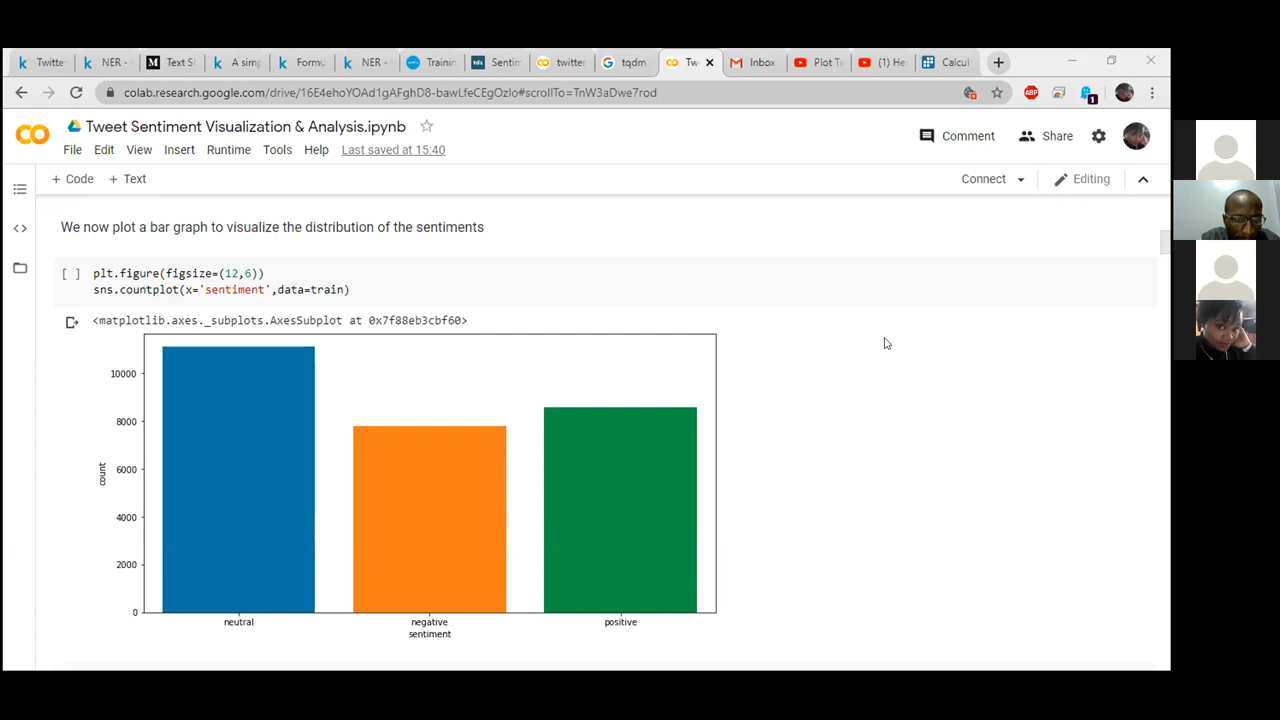 Twitte
NER -
Text S
A simp
Formu
NER -
Trainin
Sentin
twitter
tqdm
Tw
Inbox
Plot Tv
(1) He
Calcul
colab.research.google.com/drive/16E4ehoYOAd1gAFghD8-bawLfeCEgOzlo#scrollTo=TnW3aDwe7rod
ABP
1
CO Tweet Sentiment Visualization & Analysis.ipynb
Comment
Share
File Edit View Insert Runtime Tools Help Last saved at 15:40
+ Code + Text
Connect
Editing
We now plot a bar graph to visualize the distribution of the sentiments
[ ] plt.figure(figsize=(12,6))
sns.countplot(x='sentiment',data=train)
<matplotlib.axes._subplots.AxesSubplot at 0x7f88eb3cbf60>
10000
8000
6000
4000
2000
0
count
neutral
negative
positive
sentiment